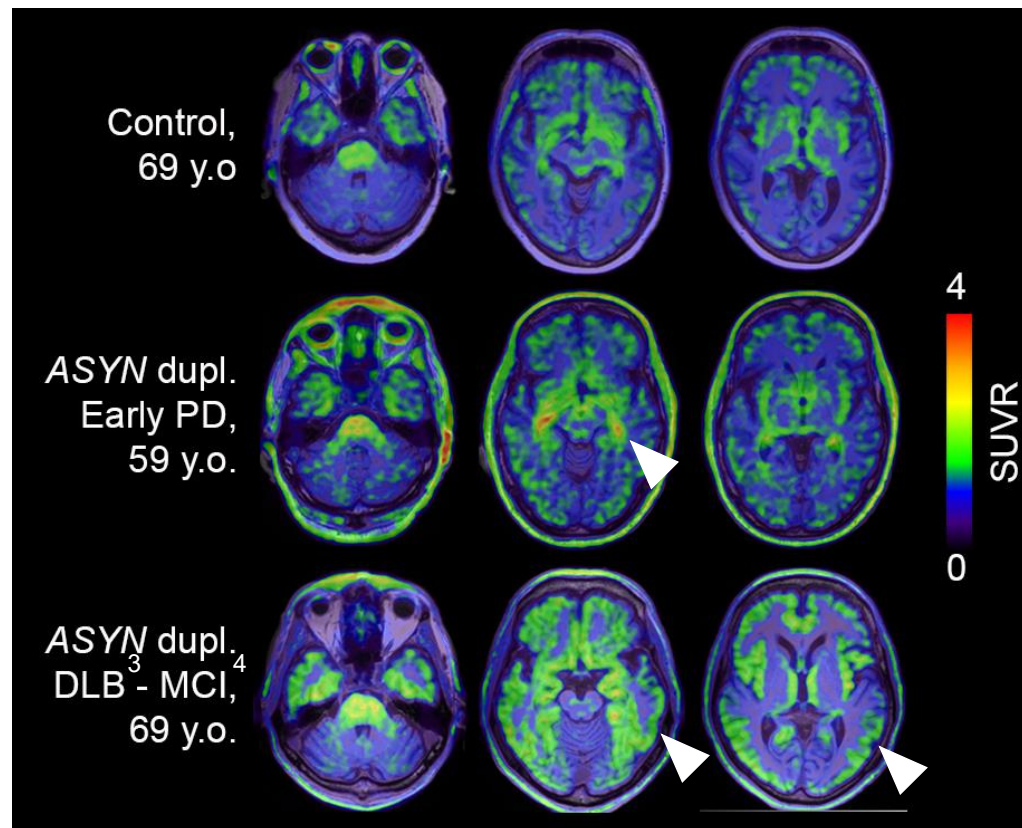 Control,
69 y.o
ASYN dupl.
Early PD,
59 y.o.
ASYN dupl.
DLB³- MCI,⁴
69 y.o.
4
SUVR
0